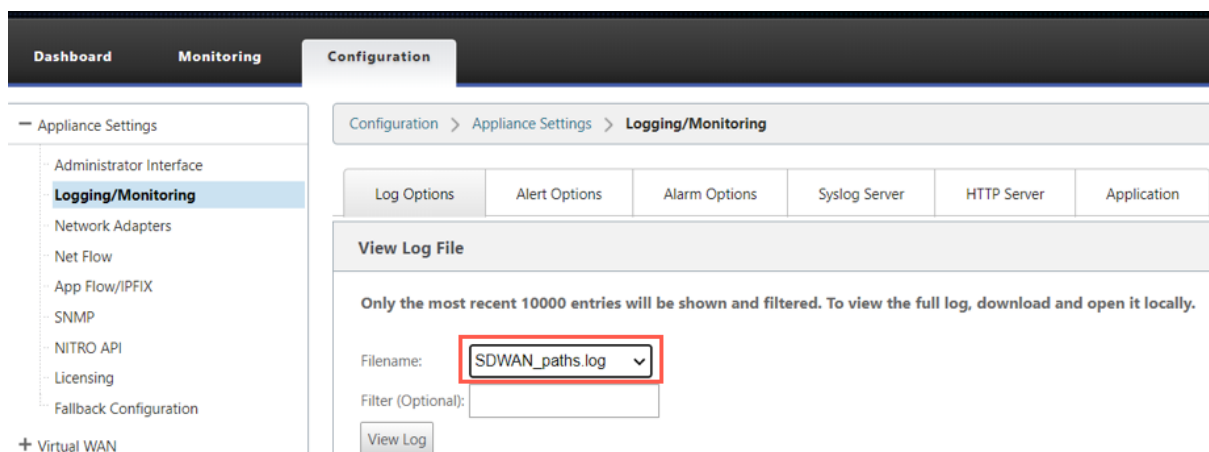 Dashboard Monitoring Configuration
Appliance Settings
Administrator Interface
Logging/Monitoring
Network Adapters
Net Flow
App Flow/IPFIX
SNMP
NITRO API
Licensing
Fallback Configuration
Virtual WAN
Configuration > Appliance Settings > Logging/Monitoring
Log Options Alert Options Alarm Options Syslog Server HTTP Server Application
View Log File
Only the most recent 10000 entries will be shown and filtered. To view the full log, download and open it locally.
Filename: SDWAN_paths.log
Filter (Optional):
View Log